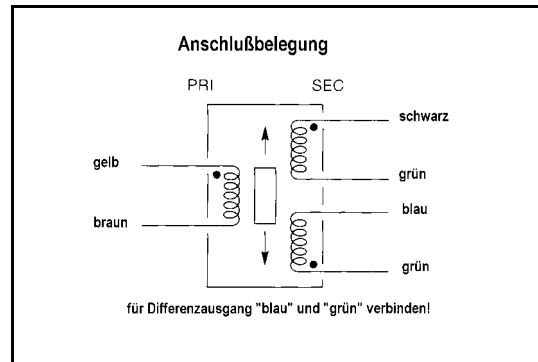 Anschlußbelegung
PRI SEC
schwarz
gelb
grün
blau
braun
grün
für Differenzausgang "blau" und "grün" verbinden!